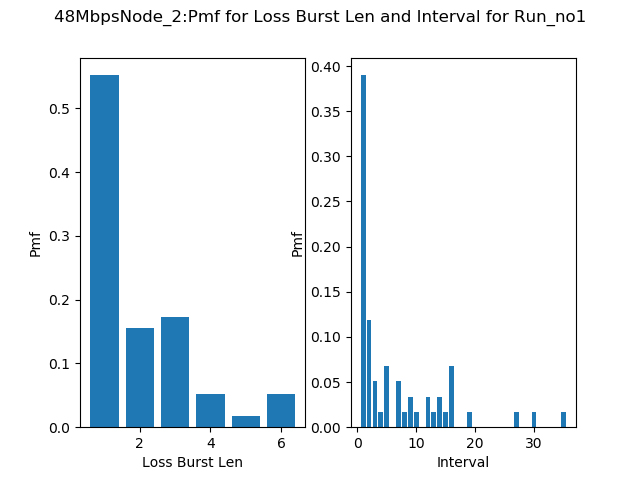 48MbpsNode_2:Pmf for Loss Burst Len and Interval for Run_no1
Pmf
0.5
0.4
0.3
0.2
0.1
0.0
2 4 6
Loss Burst Len
Pmf
0.40
0.35
0.30
0.25
0.20
0.15
0.10
0.05
0.00
0 10 20 30
Interval